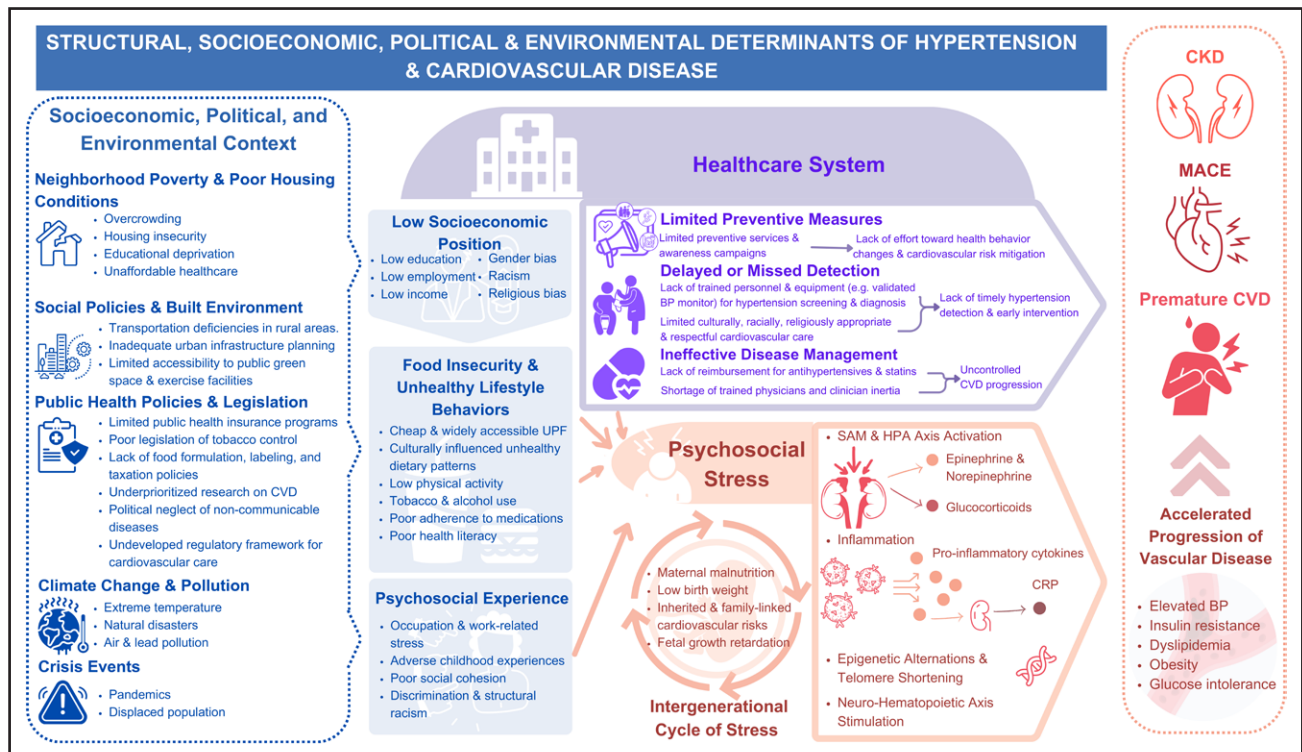 STRUCTURAL, SOCIOECONOMIC, POLITICAL & ENVIRONMENTAL DETERMINANTS OF HYPERTENSION
& CARDIOVASCULAR DISEASE
Socioeconomic, Political, and
Environmental Context
Neighborhood Poverty & Poor Housing
Conditions
• Overcrowding
• Housing insecurity
• Educational deprivation
• Unaffordable healthcare
Social Policies & Built Environment
• Transportation deficiencies in rural areas.
• Inadequate urban infrastructure planning
• Limited accessibility to public green
space & exercise facilities
Public Health Policies & Legislation
• Limited public health insurance programs
• Poor legislation of tobacco control
• Lack of food formulation, labeling, and
taxation policies
• Underprioritized research on CVD
• Political neglect of non-communicable
diseases
• Undeveloped regulatory framework for
cardiovascular care
Climate Change & Pollution
• Extreme temperature
• Natural disasters
• Air & lead pollution
Crisis Events
• Pandemics
• Displaced population
Low Socioeconomic
Position
• Low education
• Low employment
• Low income
• Gender bias
• Racism
• Religious bias
Food Insecurity &
Unhealthy Lifestyle
Behaviors
• Cheap & widely accessible UPF
• Culturally influenced unhealthy
dietary patterns
• Low physical activity
• Tobacco & alcohol use
• Poor adherence to medications
• Poor health literacy
Psychosocial Experience
• Occupation & work-related
stress
• Adverse childhood experiences
• Poor social cohesion
• Discrimination & structural
racism
Healthcare System
Limited Preventive Measures
Limited preventive services &
awareness campaigns
Lack of effort toward health behavior
changes & cardiovascular risk mitigation
Delayed or Missed Detection
Lack of trained personnel & equipment (e.g. validated
BP monitor) for hypertension screening & diagnosis
Limited culturally, racially, religiously appropriate
& respectful cardiovascular care
Lack of timely hypertension
detection & early intervention
Ineffective Disease Management
Lack of reimbursement for antihypertensives & statins
Shortage of trained physicians and clinician inertia
Uncontrolled
CVD progression
Psychosocial
Stress
• Maternal malnutrition
• Low birth weight
• Inherited & family-linked
cardiovascular risks
• Fetal growth retardation
Intergenerational
Cycle of Stress
• SAM & HPA Axis Activation
Epinephrine &
Norepinephrine
Glucocorticoids
• Inflammation
Pro-inflammatory cytokines
CRP
• Epigenetic Alternations &
Telomere Shortening
• Neuro-Hematopoietic Axis
Stimulation
CKD
MACE
Premature CVD
Accelerated
Progression of
Vascular Disease
• Elevated BP
• Insulin resistance
• Dyslipidemia
• Obesity
• Glucose intolerance